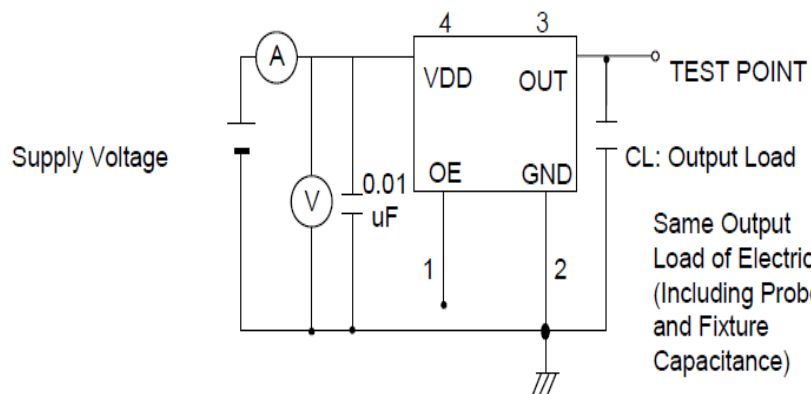 4 3
A
VDD OUT
TEST POINT
Supply Voltage
CL: Output Load
OE GND
0.01
uF
V
1 2
Same Output
Load of Electric
(Including Probe
and Fixture
Capacitance)